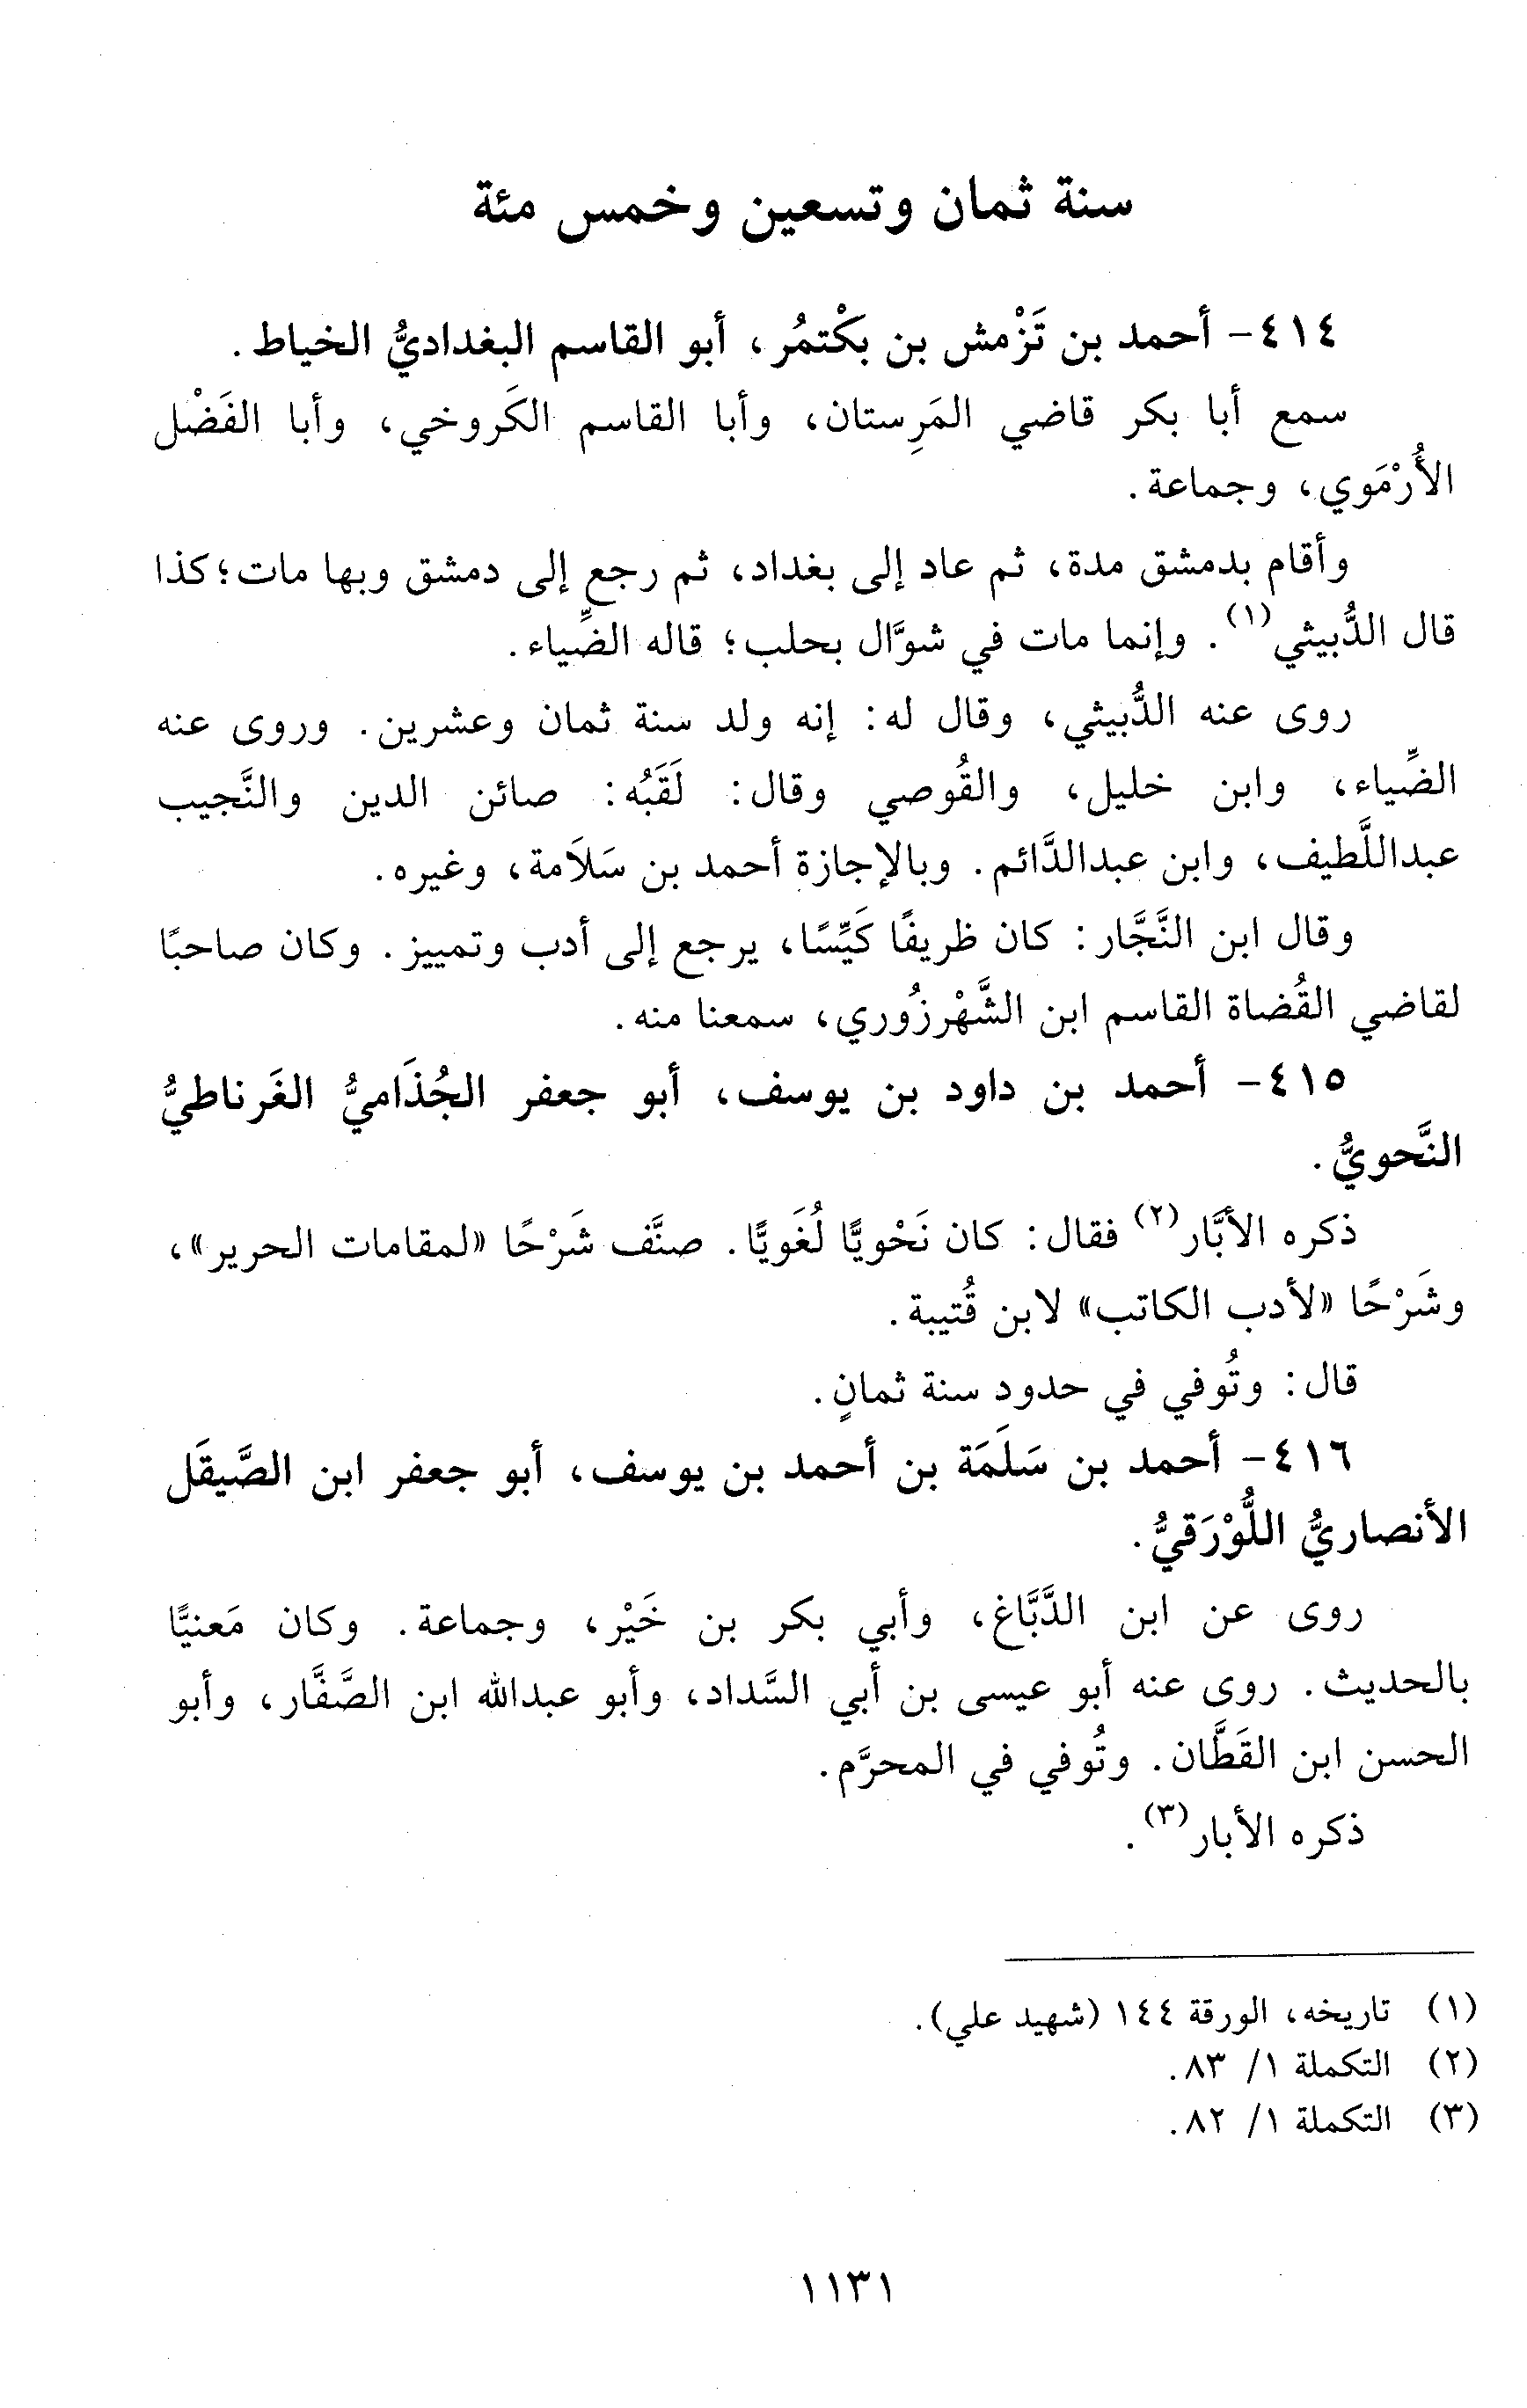 سنة ثمان وتسعين وخمس مئة
٤١٤- أحمد بن تَزْمش بن بكْتمُر، أبو القاسم البغداديُّ الخياط.
سمع أبا بكر قاضي المَرِستان، وأبا القاسم الكَروخي، وأبا الفَضْل
الأُرْمَوي، وجماعة.
وأقام بدمشق مدة، ثم عاد إلى بغداد، ثم رجع إلى دمشق وبها مات؛ كذا
قال الدُّبيثي(١). وإنما مات في شوَّال بحلب؛ قاله الضِّياء.
روى عنه الدُّبيثي، وقال له: إنه ولد سنة ثمان وعشرين. وروى عنه
الضِّياء، وابن خليل، والقُوصي وقال: لَقَبُه: صائن الدين والنَّجيب
عبداللَّطيف، وابن عبدالدَّائم. وبالإجازة أحمد بن سَلاَمة، وغيره.
وقال ابن النَّجَّار: كان ظريفًا كَيِّسًا، يرجع إلى أدب وتمييز. وكان صاحبًا
لقاضي القُضاة القاسم ابن الشَّهْرزُوري، سمعنا منه.
٤١٥- أحمد بن داود بن يوسف، أبو جعفر الجُذَاميُّ الغَرناطيُّ
النَّحويُّ.
ذكره الأبَّار(٢) فقال: كان نَحْويًّا لُغَويًّا. صنَّف شَرْحًا «لمقامات الحرير»،
وشَرْحًا «لأدب الكاتب» لابن قُتيبة.
قال: وتُوفي في حدود سنة ثمانٍ.
٤١٦- أحمد بن سَلَمَة بن أحمد بن يوسف، أبو جعفر ابن الصَّيقَل
الأنصاريُّ اللُّوْرَقيُّ.
روى عن ابن الدَّبَّاغ، وأبي بكر بن خَيْر، وجماعة. وكان مَعنيًّا
بالحديث. روى عنه أبو عيسى بن أبي السَّداد، وأبو عبدالله ابن الصَّفَّار، وأبو
الحسن ابن القَطَّان. وتُوفي في المحرَّم.
ذكره الأبار(٣).
(١) تاريخه، الورقة ١٤٤ (شهيد علي).
(٢) التكملة ١/ ٨٣.
(٣) التكملة ١/ ٨٢.
١١٣١